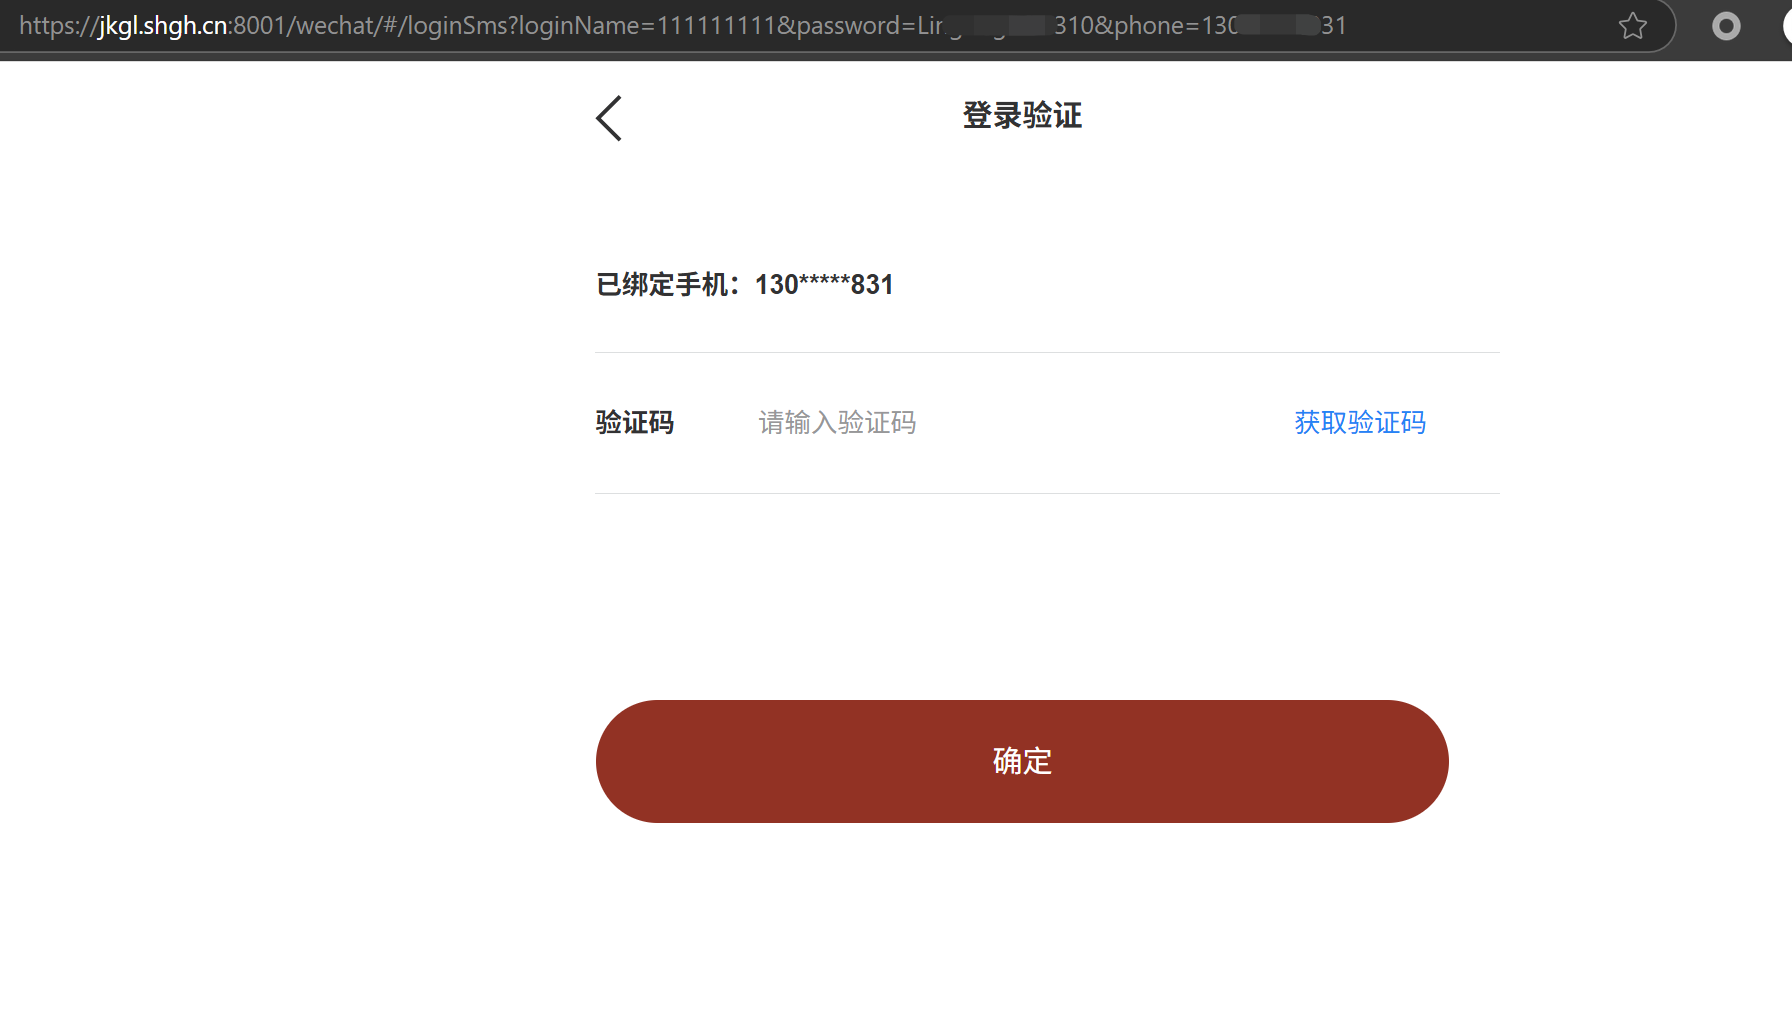 https://jkgl.shgh.cn:8001/wechat/#/loginSms?loginName=111111111&password=Lin 310&phone=130 31
登录验证
已绑定手机：130*****831
验证码 请输入验证码 获取验证码
确定